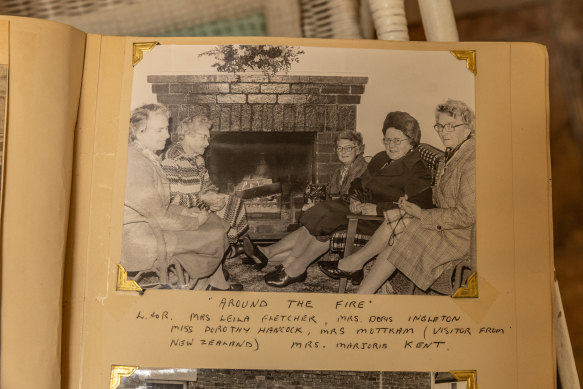 "AROUND THE FIRE"
L. to R. MRS LEILA FLETCHER, MRS. DORIS INGLETON
MISS DOROTHY HANCOCK, MRS MOTTRAM (VISITOR FROM
NEW ZEALAND) MRS. MARJORIE KENT.